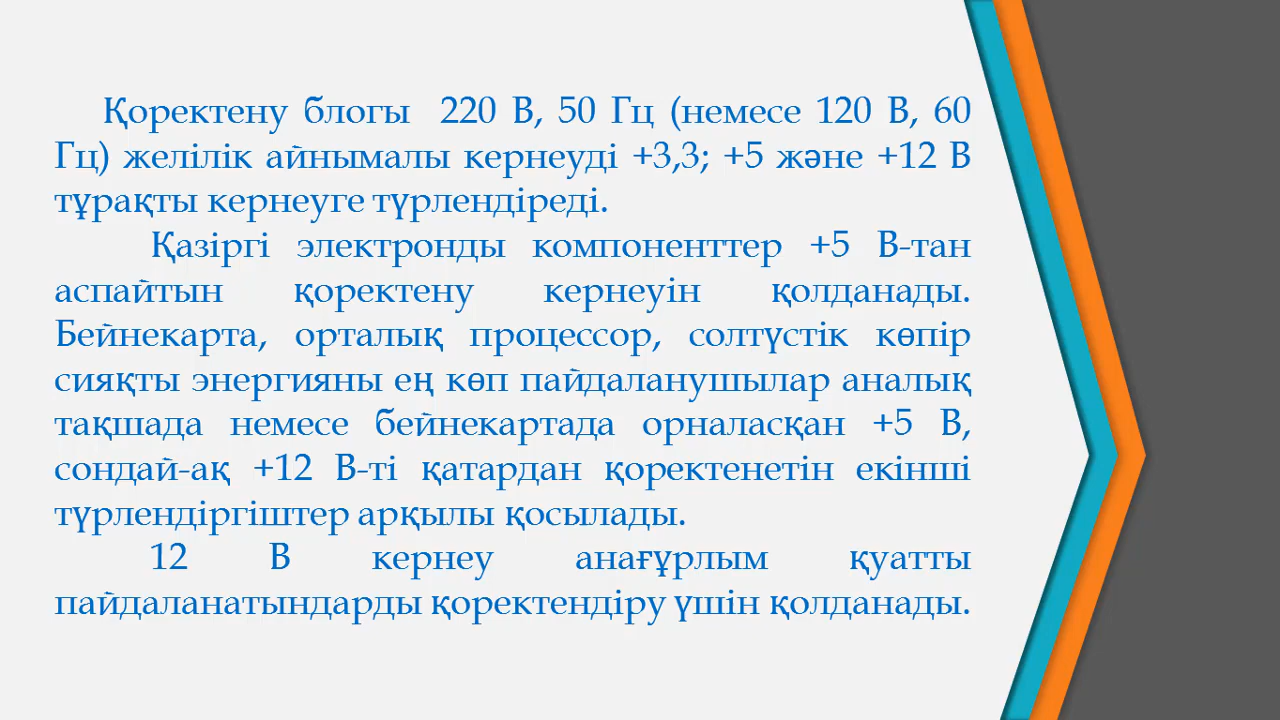 Қоректену блогы 220 В, 50 Гц (немесе 120 В, 60
Гц) желілік айнымалы кернеуді +3,3; +5 және +12 В
тұрақты кернеуге түрлендіреді.
Қазіргі электронды компоненттер +5 В-тан
аспайтын қоректену кернеуін қолданады.
Бейнекарта, орталық процессор, солтүстік көпір
сияқты энергияны ең көп пайдаланушылар аналық
тақшада немесе бейнекартада орналасқан +5 В,
сондай-ақ +12 В-ті қатардан қоректенетін екінші
түрлендіргіштер арқылы қосылады.
12 В кернеу анағұрлым қуатты
пайдаланатындарды қоректендіру үшін қолданады.